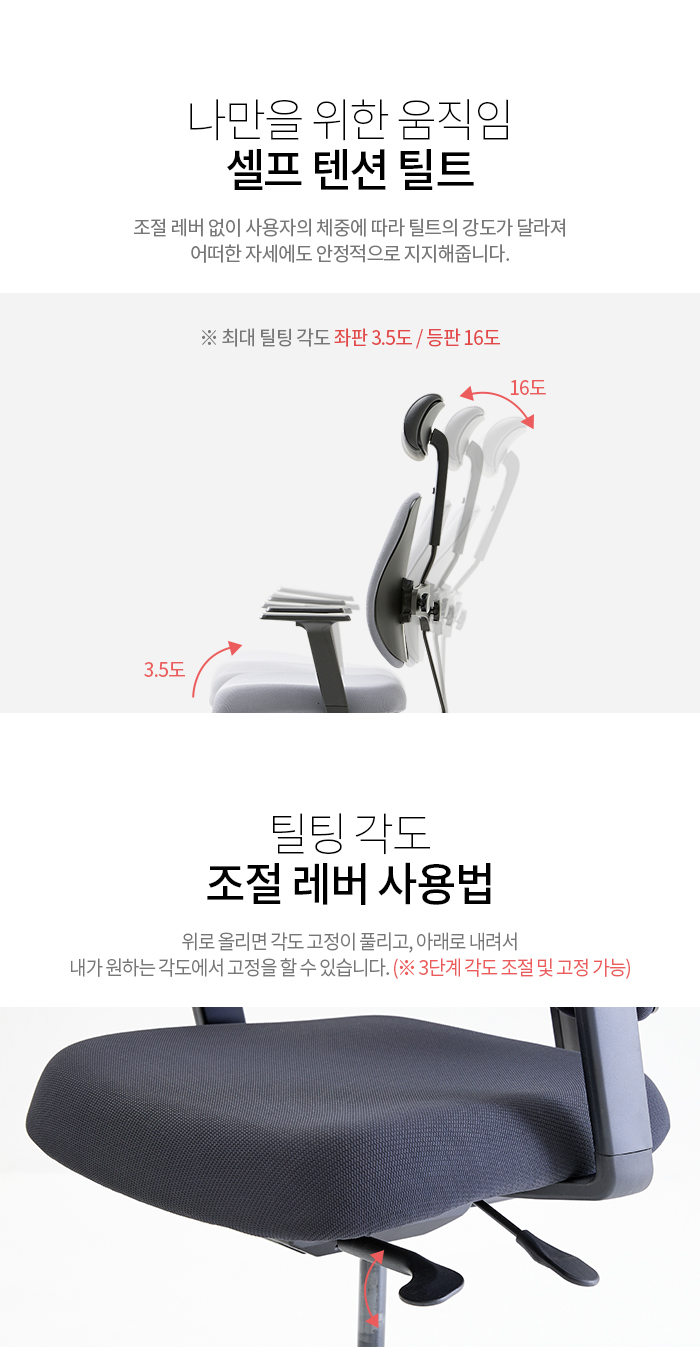 나만을 위한 움직임
셀프 텐션 틸트
조절 레버 없이 사용자의 체중에 따라 틸트의 강도가 달라져
어떠한 자세에도 안정적으로 지지해줍니다.
※ 최대 틸팅 각도 좌판 3.5도 / 등판 16도
16도
3.5도
틸팅 각도
조절 레버 사용법
위로 올리면 각도 고정이 풀리고, 아래로 내려서
내가 원하는 각도에서 고정을 할 수 있습니다. (※ 3단계 각도 조절 및 고정 가능)